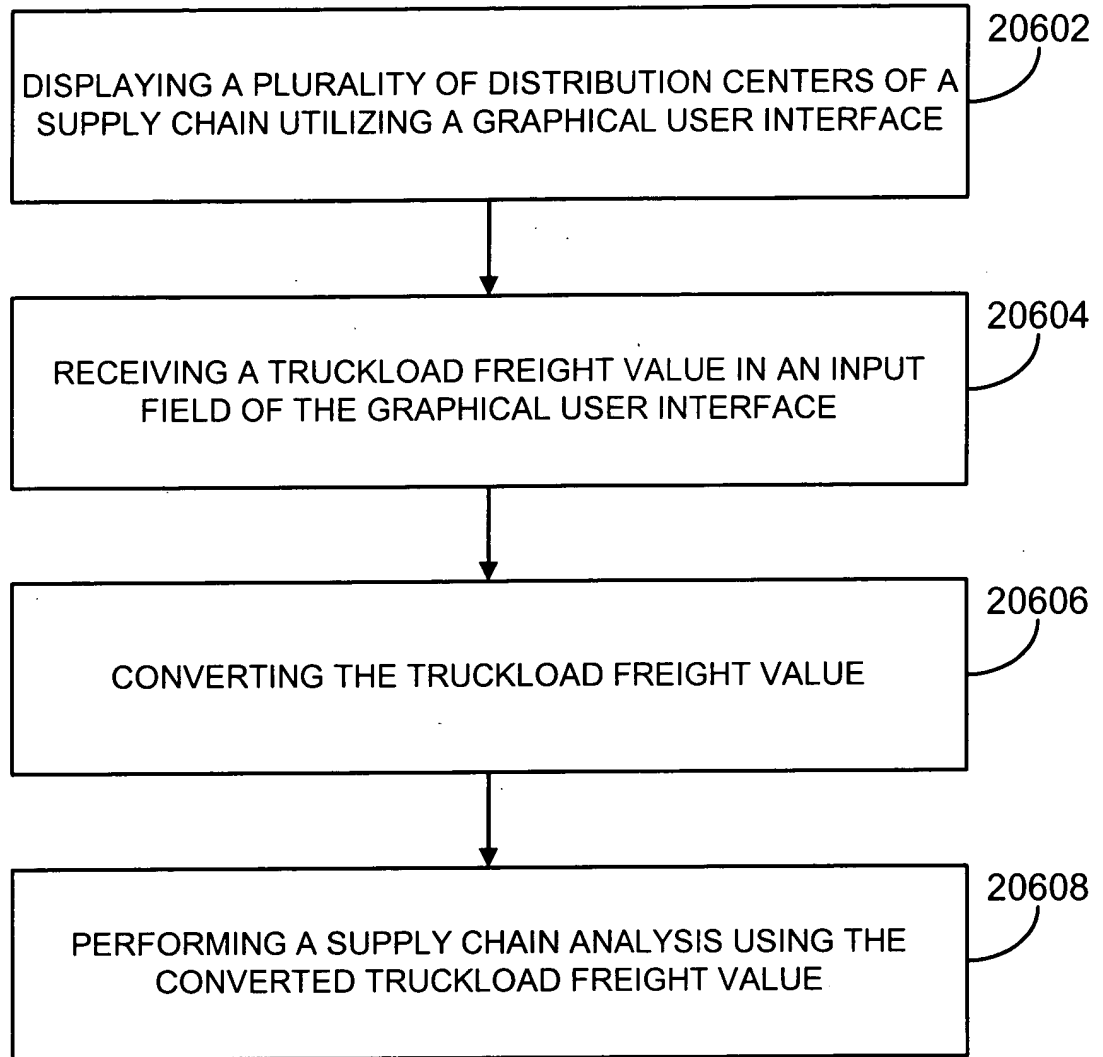 20602
DISPLAYING A PLURALITY OF DISTRIBUTION CENTERS OF A
SUPPLY CHAIN UTILIZING A GRAPHICAL USER INTERFACE
20604
RECEIVING A TRUCKLOAD FREIGHT VALUE IN AN INPUT
FIELD OF THE GRAPHICAL USER INTERFACE
20606
CONVERTING THE TRUCKLOAD FREIGHT VALUE
20608
PERFORMING A SUPPLY CHAIN ANALYSIS USING THE
CONVERTED TRUCKLOAD FREIGHT VALUE